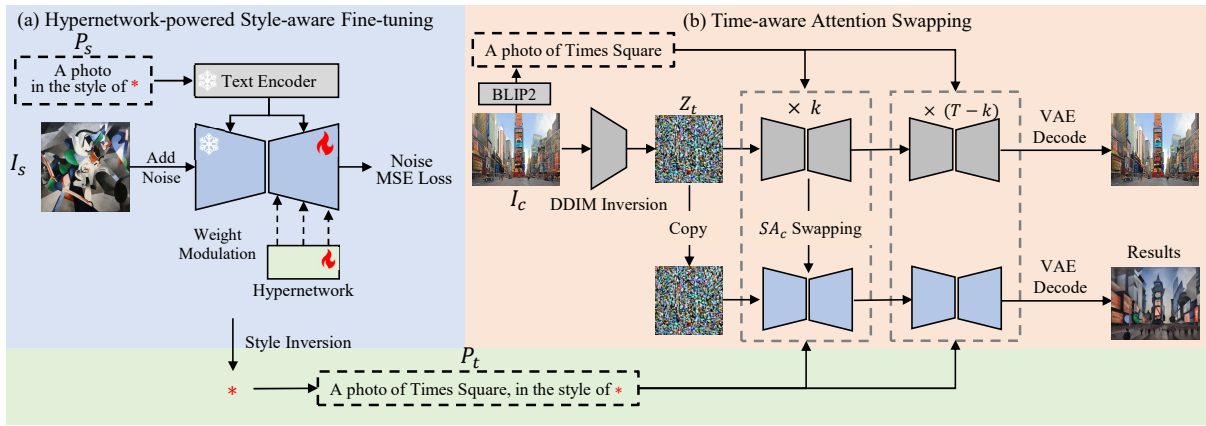 (a) Hypernetwork-powered Style-aware Fine-tuning
P_s
A photo
in the style of *
Text Encoder
I_s
Add
Noise
Noise
MSE Loss
Weight
Modulation
Hypernetwork
Style Inversion
*
(b) Time-aware Attention Swapping
A photo of Times Square
BLIP2
I_c
DDIM Inversion
Z_t
× k
× (T − k)
VAE
Decode
Copy
SA_c Swapping
VAE
Decode
Results
P_t
A photo of Times Square, in the style of *